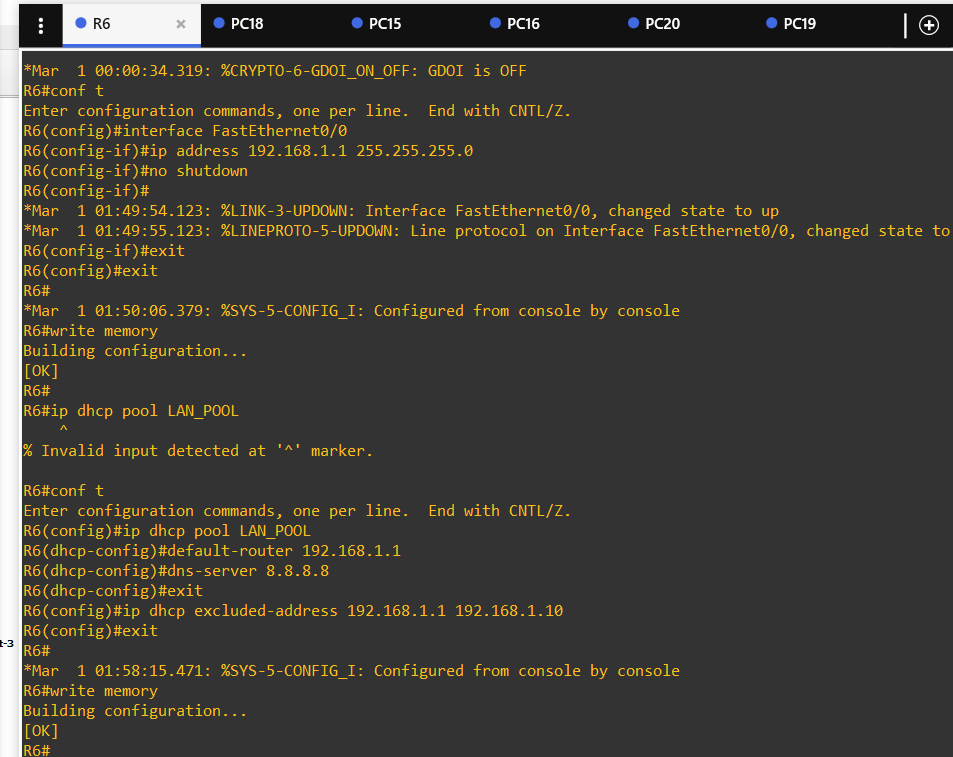 R6 × PC18 PC15 PC16 PC20 PC19
*Mar  1 00:00:34.319: %CRYPTO-6-GDOI_ON_OFF: GDOI is OFF
R6#conf t
Enter configuration commands, one per line.  End with CNTL/Z.
R6(config)#interface FastEthernet0/0
R6(config-if)#ip address 192.168.1.1 255.255.255.0
R6(config-if)#no shutdown
R6(config-if)#
*Mar  1 01:49:54.123: %LINK-3-UPDOWN: Interface FastEthernet0/0, changed state to up
*Mar  1 01:49:55.123: %LINEPROTO-5-UPDOWN: Line protocol on Interface FastEthernet0/0, changed state to
R6(config-if)#exit
R6(config)#exit
R6#
*Mar  1 01:50:06.379: %SYS-5-CONFIG_I: Configured from console by console
R6#write memory
Building configuration...
[OK]
R6#
R6#ip dhcp pool LAN_POOL
^
% Invalid input detected at '^' marker.
R6#conf t
Enter configuration commands, one per line.  End with CNTL/Z.
R6(config)#ip dhcp pool LAN_POOL
R6(dhcp-config)#default-router 192.168.1.1
R6(dhcp-config)#dns-server 8.8.8.8
R6(dhcp-config)#exit
R6(config)#ip dhcp excluded-address 192.168.1.1 192.168.1.10
R6(config)#exit
t-3
R6#
*Mar  1 01:58:15.471: %SYS-5-CONFIG_I: Configured from console by console
R6#write memory
Building configuration...
[OK]
R6#